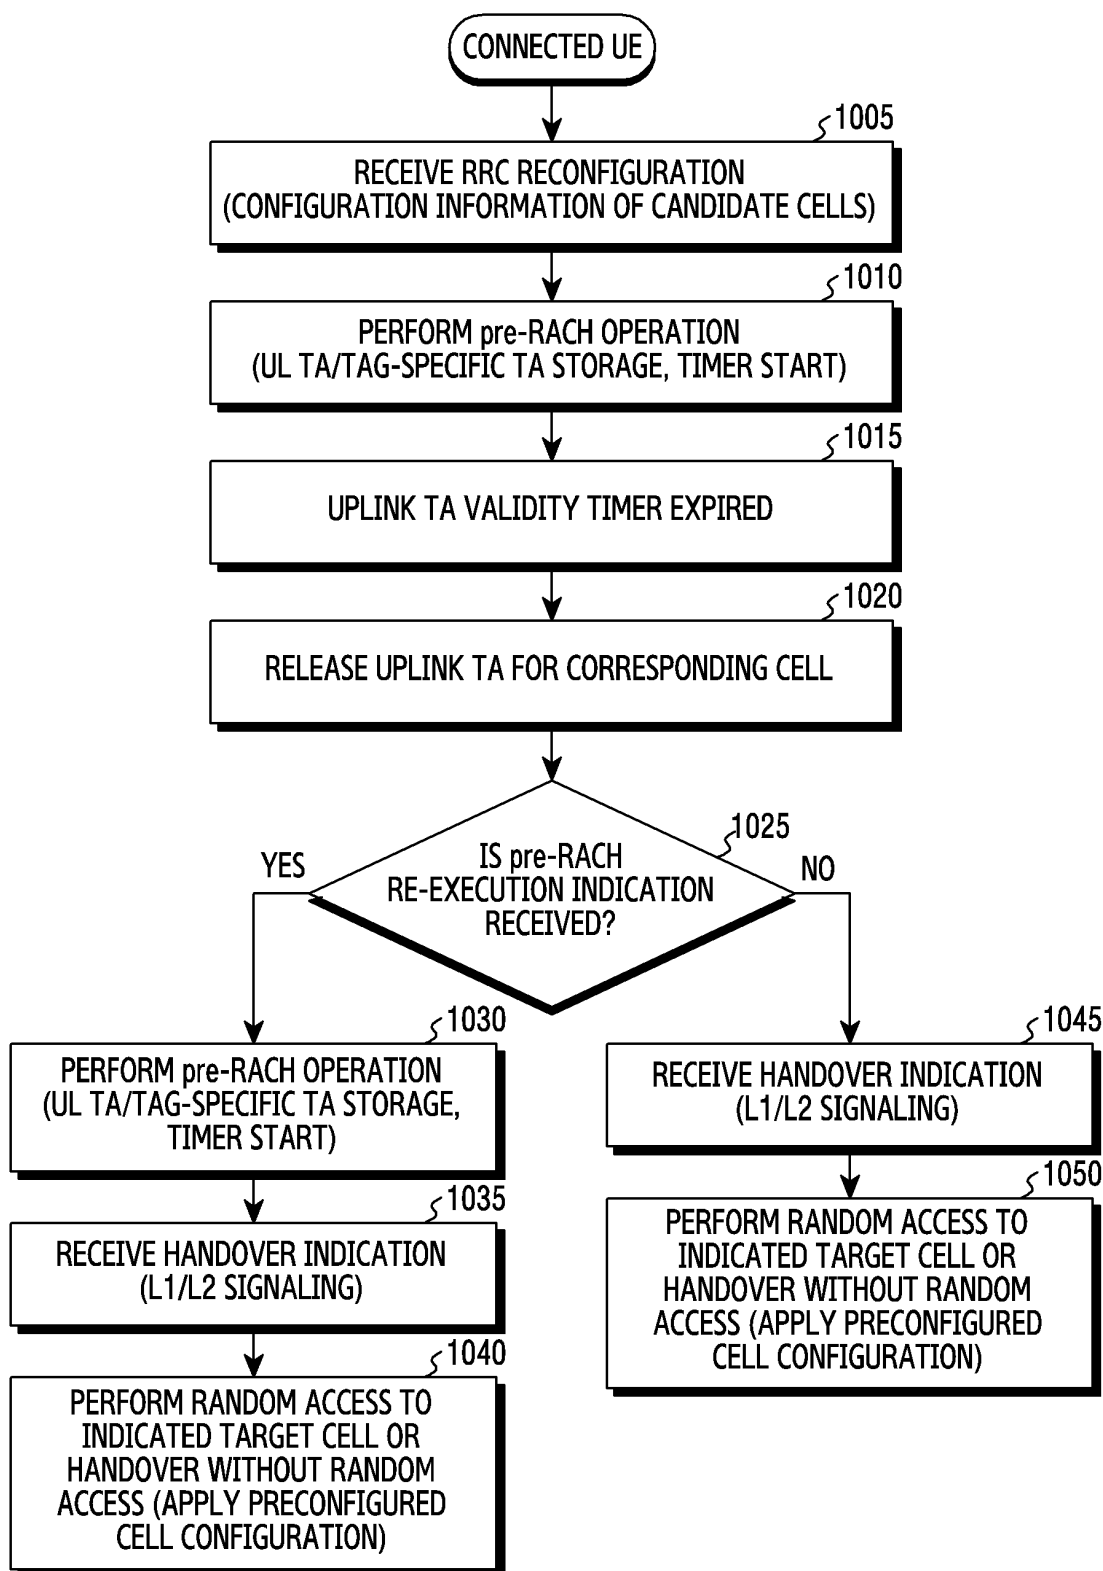 CONNECTED UE
1005
RECEIVE RRC RECONFIGURATION
(CONFIGURATION INFORMATION OF CANDIDATE CELLS)
1010
PERFORM pre-RACH OPERATION
(UL TA/TAG-SPECIFIC TA STORAGE, TIMER START)
1015
UPLINK TA VALIDITY TIMER EXPIRED
1020
RELEASE UPLINK TA FOR CORRESPONDING CELL
1025
IS pre-RACH
RE-EXECUTION INDICATION
RECEIVED?
YES
NO
1030
PERFORM pre-RACH OPERATION
(UL TA/TAG-SPECIFIC TA STORAGE,
TIMER START)
1035
RECEIVE HANDOVER INDICATION
(L1/L2 SIGNALING)
1040
PERFORM RANDOM ACCESS TO
INDICATED TARGET CELL OR
HANDOVER WITHOUT RANDOM
ACCESS (APPLY PRECONFIGURED
CELL CONFIGURATION)
1045
RECEIVE HANDOVER INDICATION
(L1/L2 SIGNALING)
1050
PERFORM RANDOM ACCESS TO
INDICATED TARGET CELL OR
HANDOVER WITHOUT RANDOM
ACCESS (APPLY PRECONFIGURED
CELL CONFIGURATION)